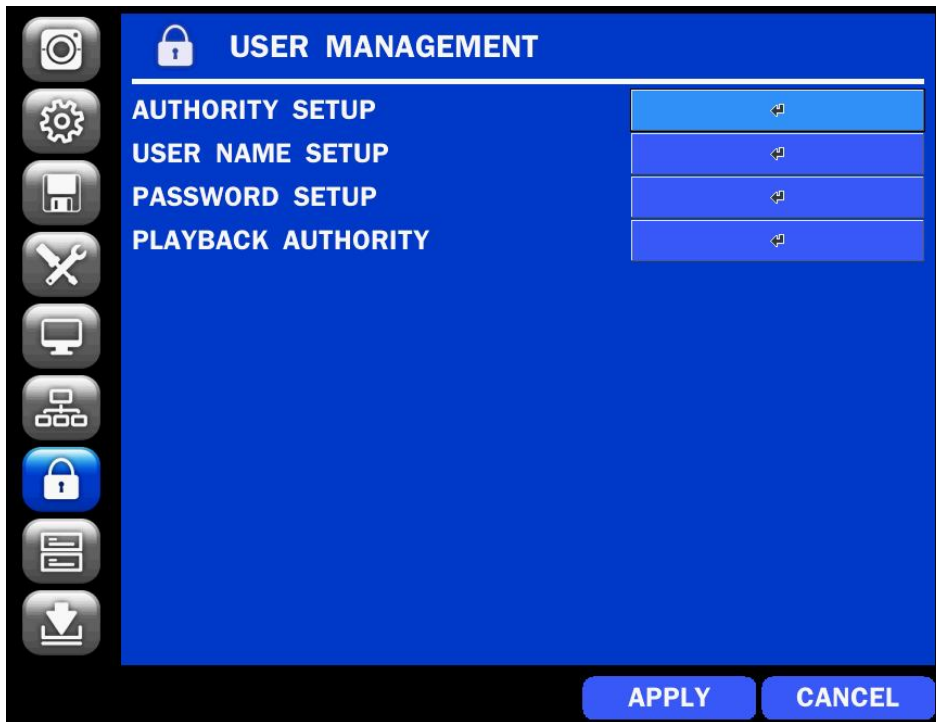 USER MANAGEMENT
AUTHORITY SETUP
USER NAME SETUP
PASSWORD SETUP
PLAYBACK AUTHORITY
APPLY CANCEL